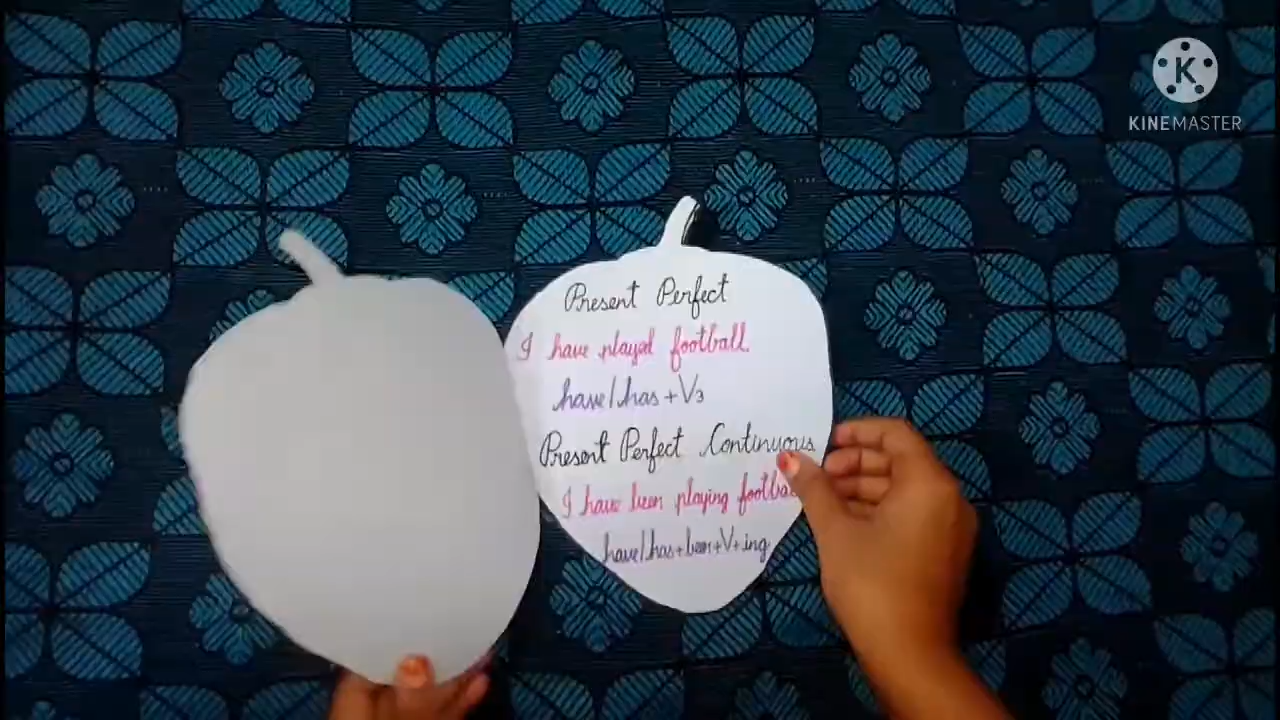 KINEMASTER
Present Perfect
I have played football.
have/has + V3
Present Perfect Continuous
I have been playing
have/has+been+V+ing